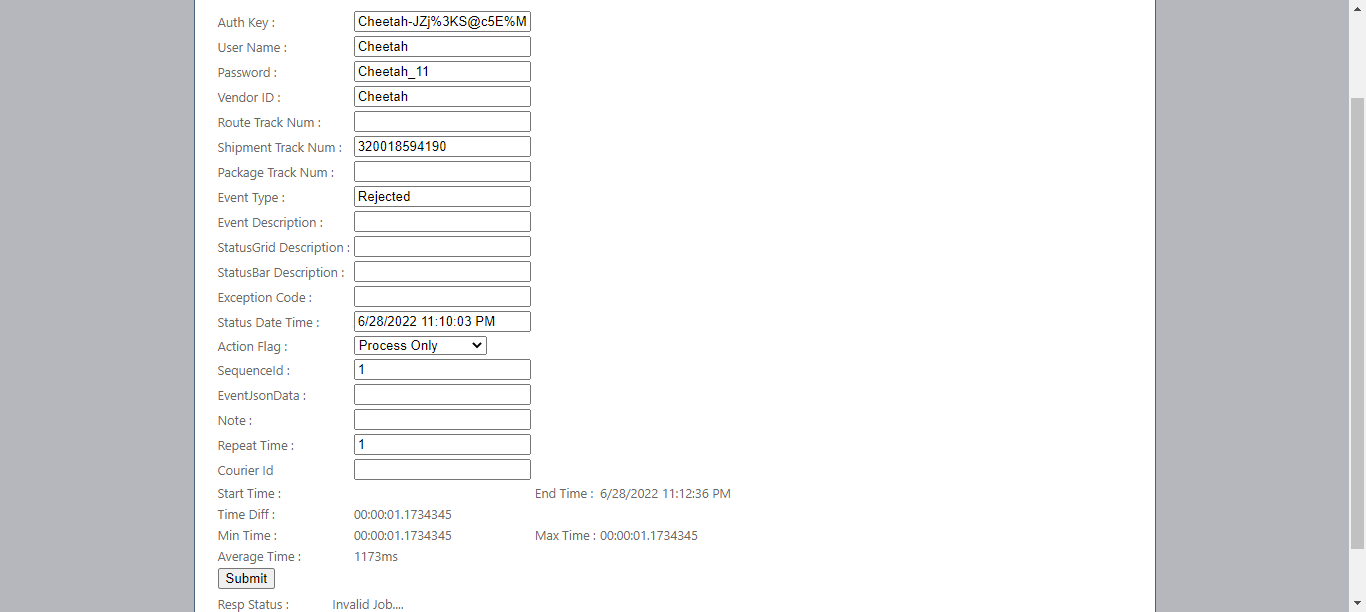 Auth Key : Cheetah-JZj%3KS@c5E%M
User Name : Cheetah
Password : Cheetah_11
Vendor ID : Cheetah
Route Track Num :
Shipment Track Num : 320018594190
Package Track Num :
Event Type : Rejected
Event Description :
StatusGrid Description :
StatusBar Description :
Exception Code :
Status Date Time : 6/28/2022 11:10:03 PM
Action Flag : Process Only
SequenceId : 1
EventJsonData :
Note :
Repeat Time : 1
Courier Id
Start Time : End Time : 6/28/2022 11:12:36 PM
Time Diff : 00:00:01.1734345
Min Time : 00:00:01.1734345 Max Time : 00:00:01.1734345
Average Time : 1173ms
Submit
Resp Status : Invalid Job....